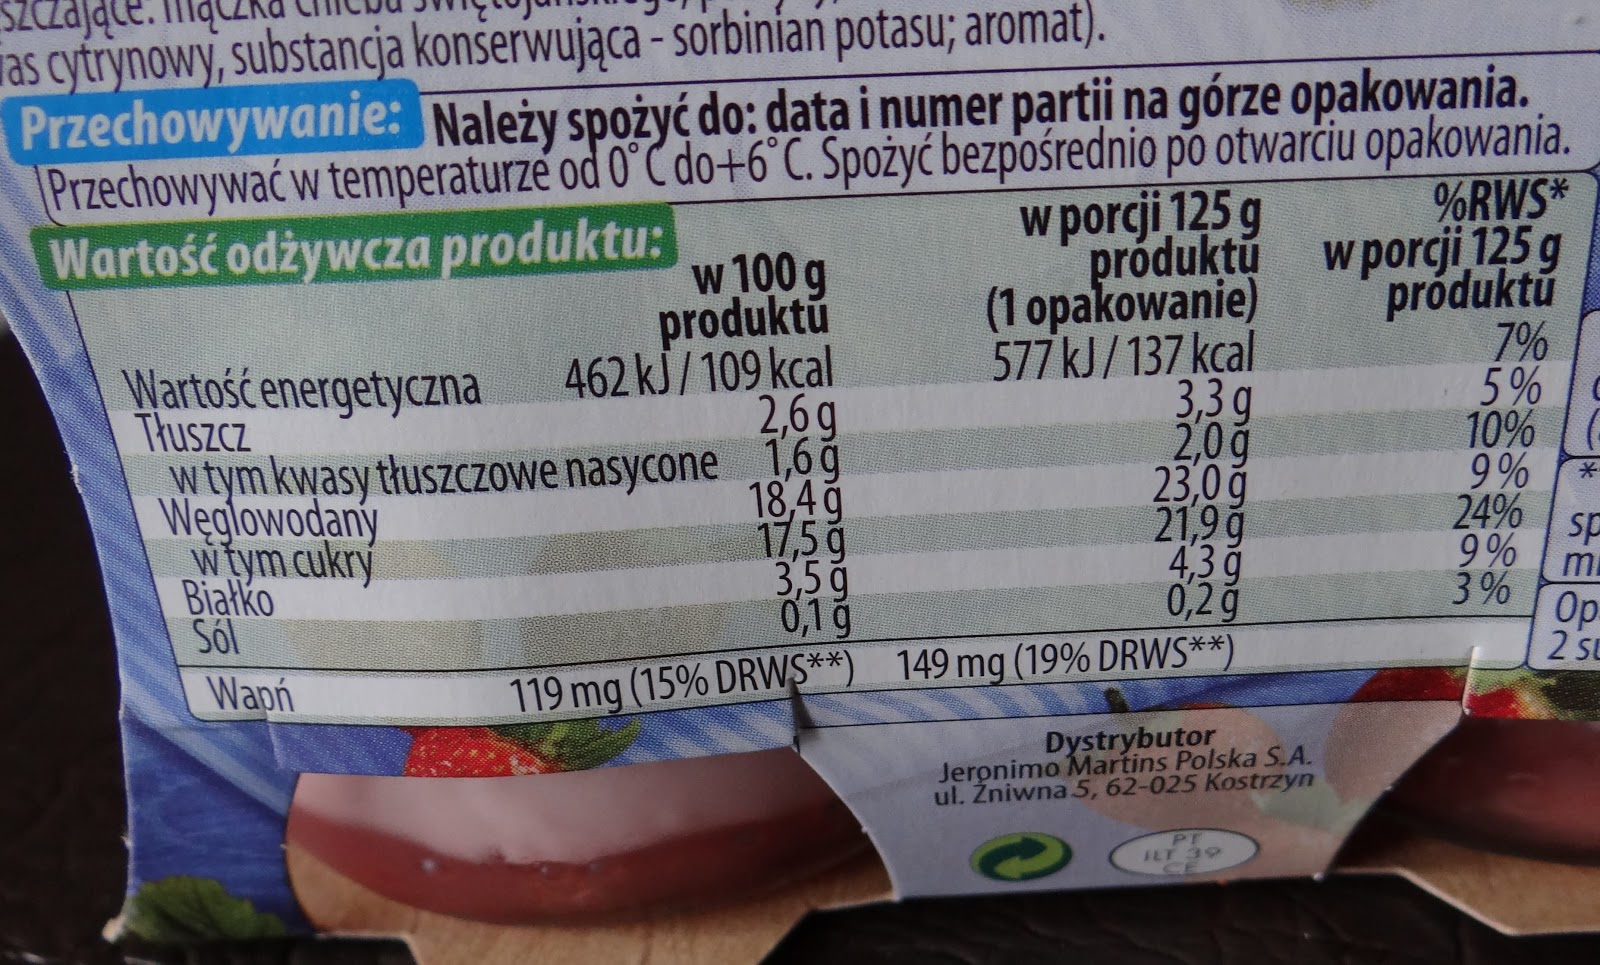 mączka chleba
cytrynowy, substancja konserwująca - sorbinian potasu; aromat).
Przechowywanie: Należy spożyć do: data i numer partii na górze opakowania.
Przechowywać w temperaturze od 0°C do+6°C. Spożyć bezpośrednio po otwarciu opakowania.
Wartość odżywcza produktu:
w 100 g
produktu
w porcji 125 g
produktu
(1 opakowanie)
%RWS*
w porcji 125 g
produktu
Wartość energetyczna 462 kJ / 109 kcal 577 kJ / 137 kcal 7%
Tłuszcz 2,6 g 3,3 g 5%
w tym kwasy tłuszczowe nasycone 1,6 g 2,0 g 10%
Węglowodany 18,4 g 23,0 g 9%
w tym cukry 17,5 g 21,9 g 24%
Białko 3,5 g 4,3 g 9%
Sól 0,1 g 0,2 g 3%
Wapń 119 mg (15% DRWS**) 149 mg (19% DRWS**)
*
Dystrybutor
Jeronimo Martins Polska S.A.
ul. Żniwna 5, 62-025 Kostrzyn
PT
ILT 39
CE